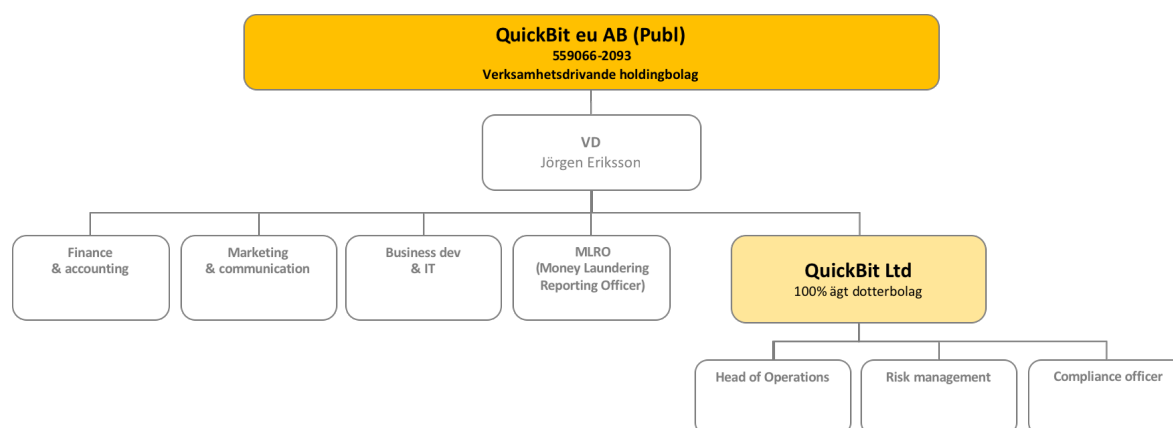 QuickBit eu AB (Publ)
559066-2093
Verksamhetsdrivande holdingbolag
VD
Jörgen Eriksson
Finance
& accounting
Marketing
& communication
Business dev
& IT
MLRO
(Money Laundering
Reporting Officer)
QuickBit Ltd
100% ägt dotterbolag
Head of Operations
Risk management
Compliance officer